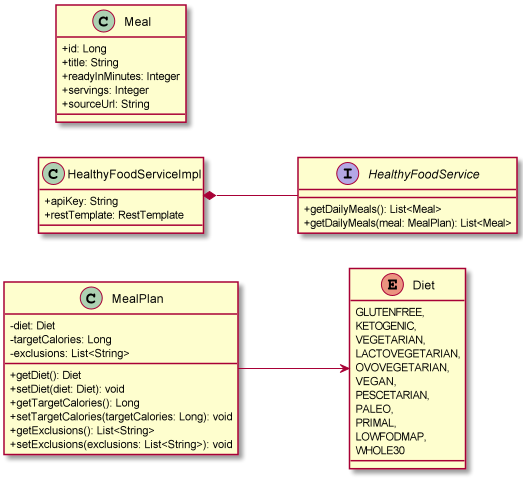 C Meal
+id: Long
+title: String
+readyInMinutes: Integer
+servings: Integer
+sourceUrl: String
C HealthyFoodServiceImpl
+apiKey: String
+restTemplate: RestTemplate
I HealthyFoodService
+getDailyMeals(): List<Meal>
+getDailyMeals(meal: MealPlan): List<Meal>
C MealPlan
-diet: Diet
-targetCalories: Long
-exclusions: List<String>
+getDiet(): Diet
+setDiet(diet: Diet): void
+getTargetCalories(): Long
+setTargetCalories(targetCalories: Long): void
+getExclusions(): List<String>
+setExclusions(exclusions: List<String>): void
E Diet
GLUTENFREE,
KETOGENIC,
VEGETARIAN,
LACTOVEGETARIAN,
OVOVEGETARIAN,
VEGAN,
PESCETARIAN,
PALEO,
PRIMAL,
LOWFODMAP,
WHOLE30